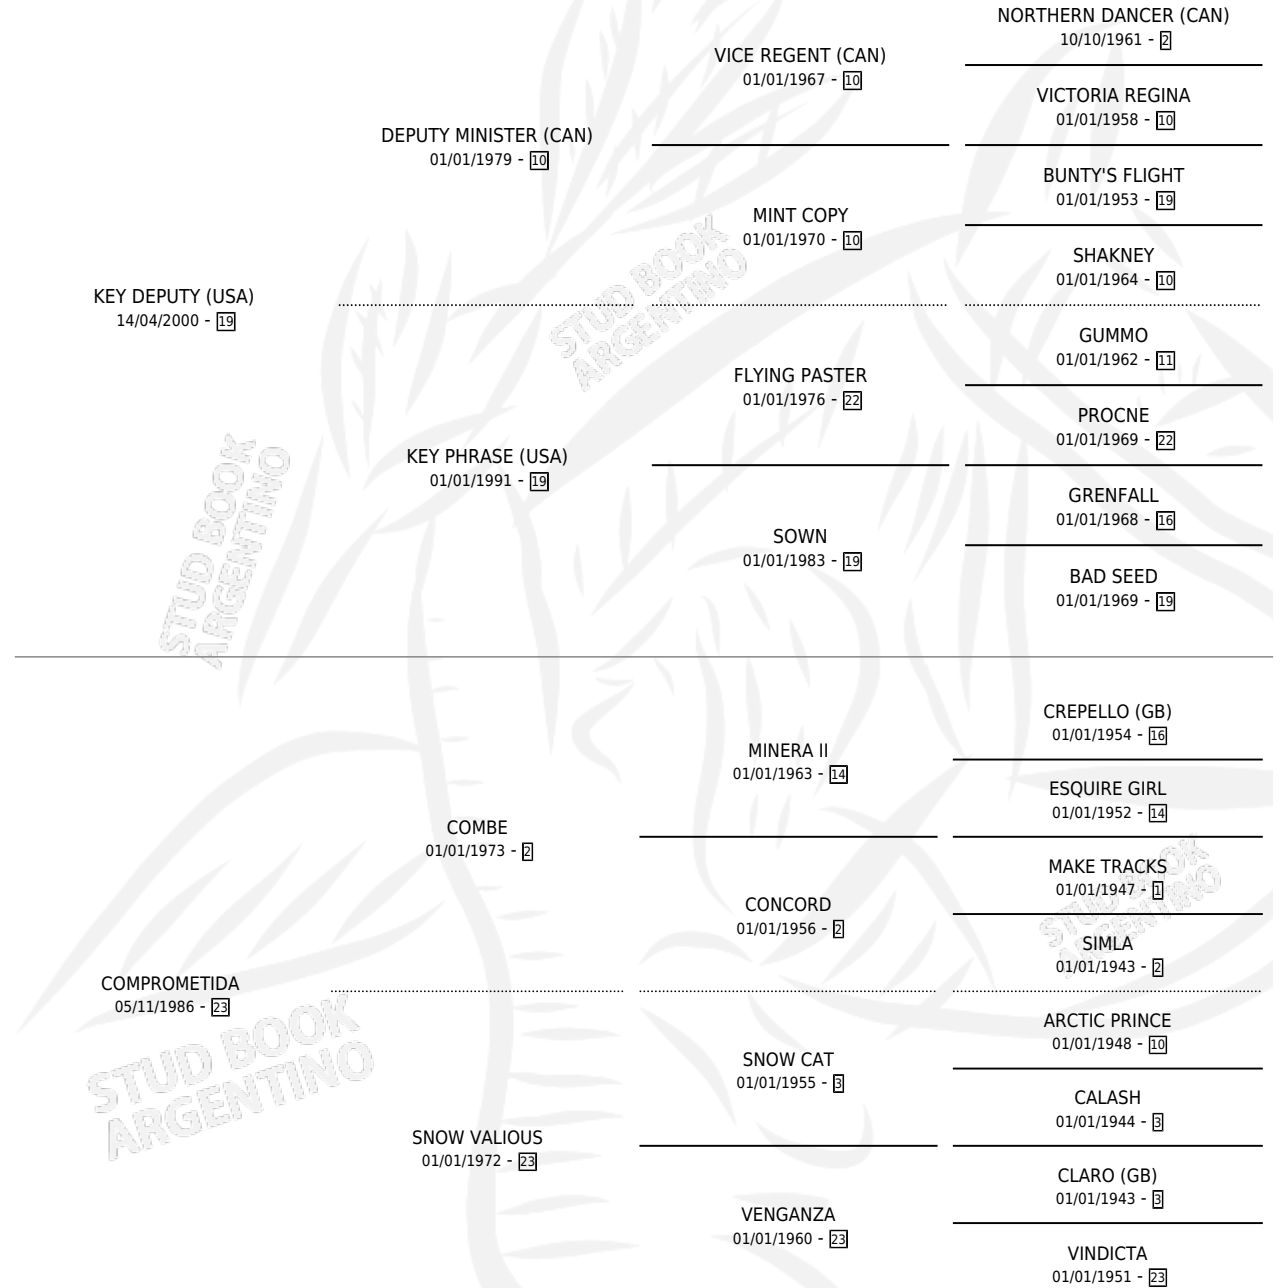 NORTHERN DANCER (CAN)
10/10/1961 - 2
VICE REGENT (CAN)
01/01/1967 - 10
VICTORIA REGINA
01/01/1958 - 10
DEPUTY MINISTER (CAN)
01/01/1979 - 10
BUNTY'S FLIGHT
01/01/1953 - 19
MINT COPY
01/01/1970 - 10
SHAKNEY
01/01/1964 - 10
KEY DEPUTY (USA)
14/04/2000 - 19
GUMMO
01/01/1962 - 11
FLYING PASTER
01/01/1976 - 22
PROCNE
01/01/1969 - 22
KEY PHRASE (USA)
01/01/1991 - 19
GRENFALL
01/01/1968 - 16
SOWN
01/01/1983 - 19
BAD SEED
01/01/1969 - 19
CREPELLO (GB)
01/01/1954 - 16
MINERA II
01/01/1963 - 14
ESQUIRE GIRL
01/01/1952 - 14
COMBE
01/01/1973 - 2
MAKE TRACKS
01/01/1947 - 1
CONCORD
01/01/1956 - 2
SIMLA
01/01/1943 - 2
COMPROMETIDA
05/11/1986 - 23
ARCTIC PRINCE
01/01/1948 - 10
SNOW CAT
01/01/1955 - 3
CALASH
01/01/1944 - 3
SNOW VALIOUS
01/01/1972 - 23
CLARO (GB)
01/01/1943 - 3
VENGANZA
01/01/1960 - 23
VINDICTA
01/01/1951 - 23
STUD BOOK
ARGENTINO
STUD BOOK
ARGENTINO
STUD BOOK
ARGENTINO
STUD BOOK
ARGENTINO